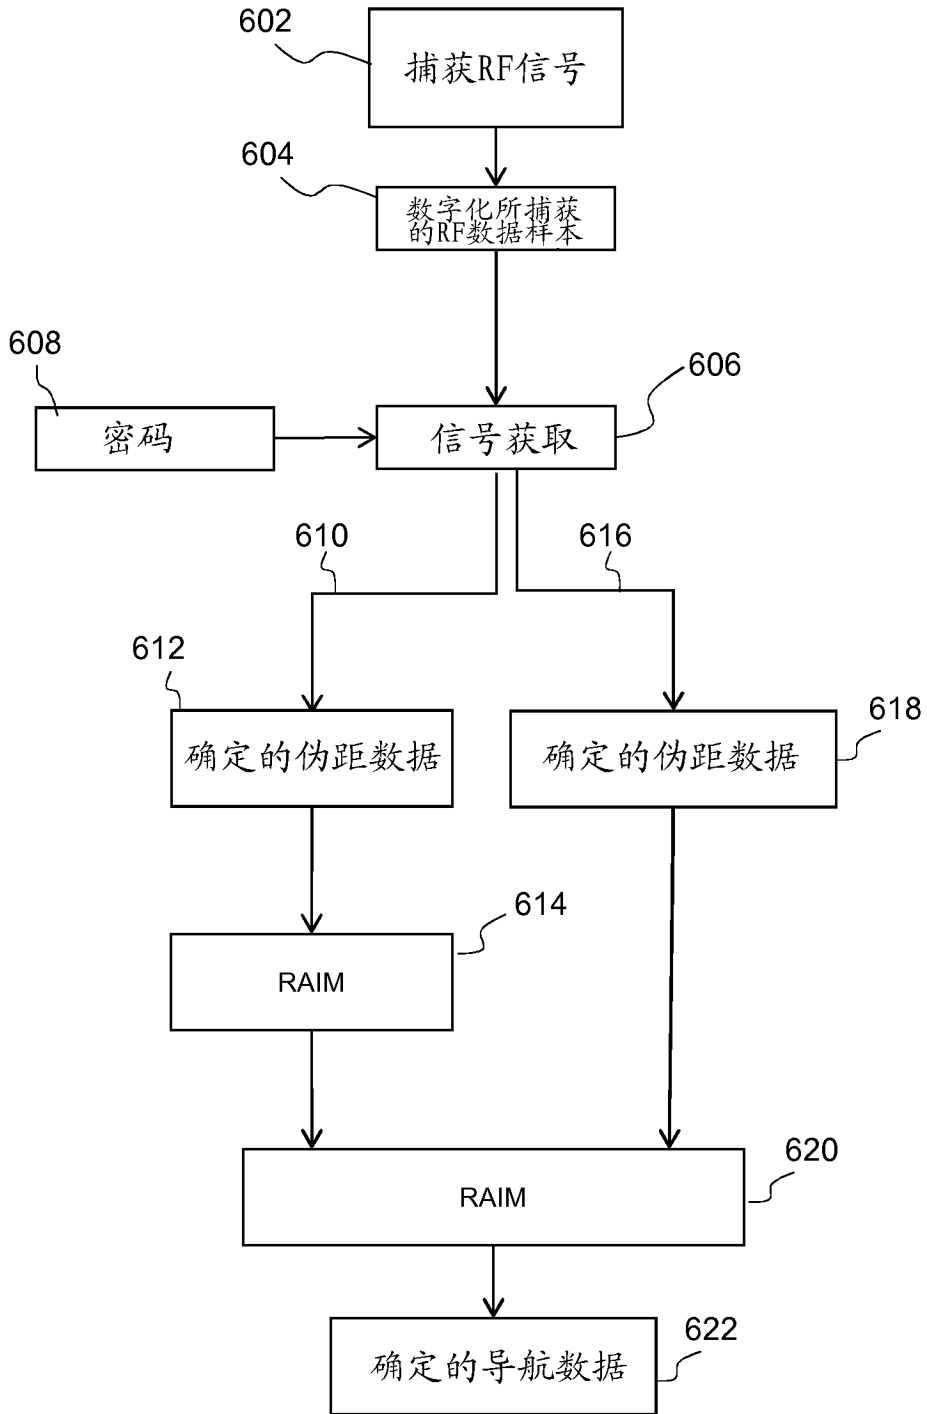 602
捕获RF信号
604
数字化所捕获
的RF数据样本
608
606
密码
信号获取
610
616
612
618
确定的伪距数据
确定的伪距数据
614
RAIM
620
RAIM
622
确定的导航数据